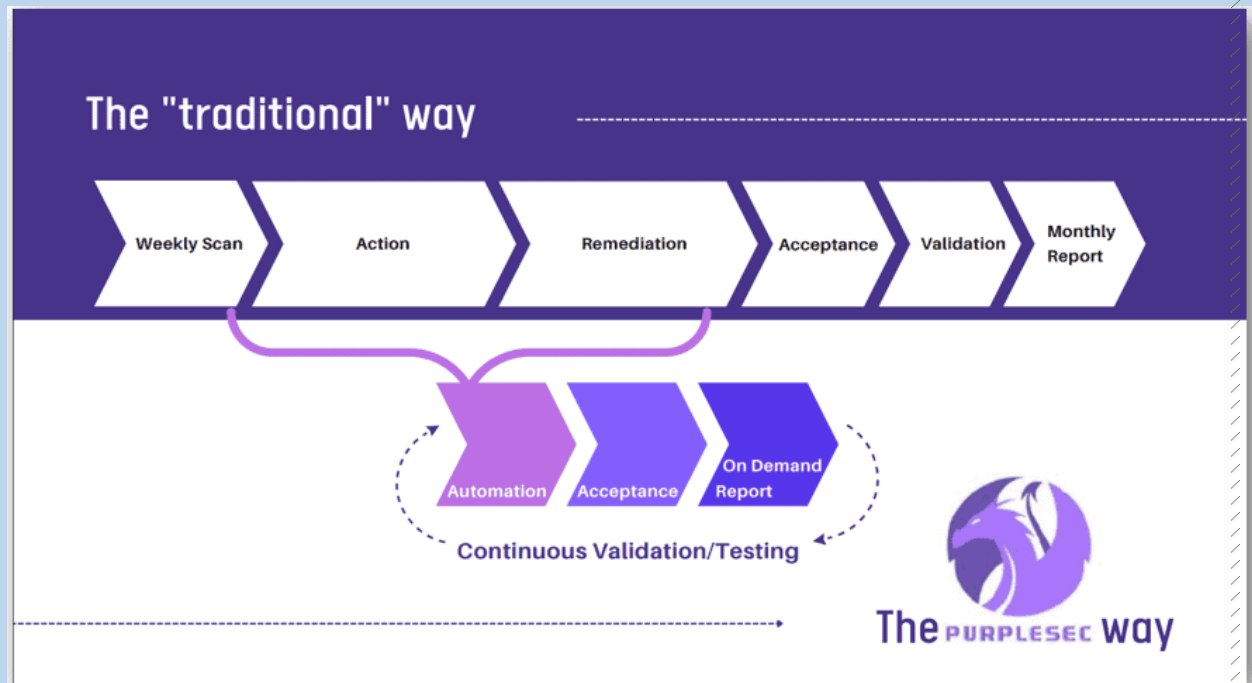 The "traditional" way
Weekly Scan
Action
Remediation
Acceptance
Validation
Monthly
Report
Automation
Acceptance
On Demand
Report
Continuous Validation/Testing
The PURPLESEC way